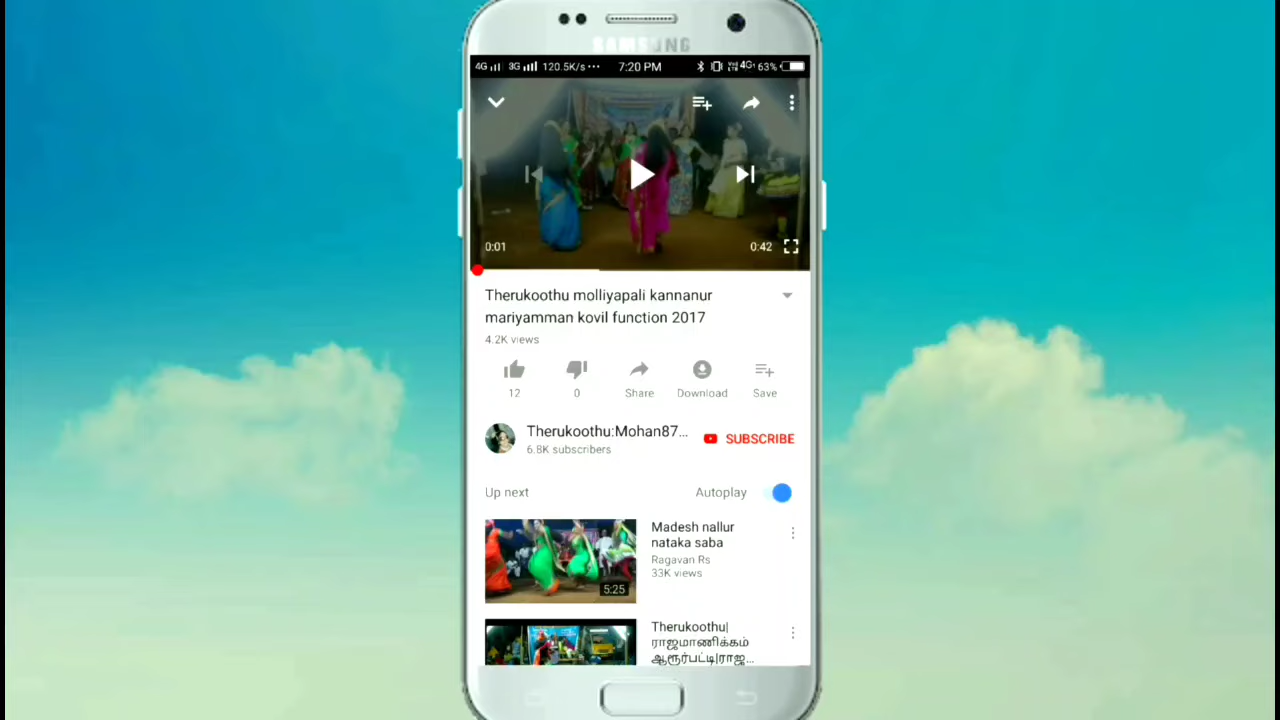 SAMSUNG
4G 3G 120.5K/s ··· 7:20 PM 4G+ 63%
0:01 0:42
Therukoothu molliyapali kannanur
mariyamman kovil function 2017
4.2K views
12 0 Share Download Save
Therukoothu:Mohan87... SUBSCRIBE
6.8K subscribers
Up next Autoplay
Madesh nallur
nataka saba
Ragavan Rs
33K views
5:25
Therukoothu|
ராஜமாணிக்கம்
ஆரூர்பட்டி|ராஜ...